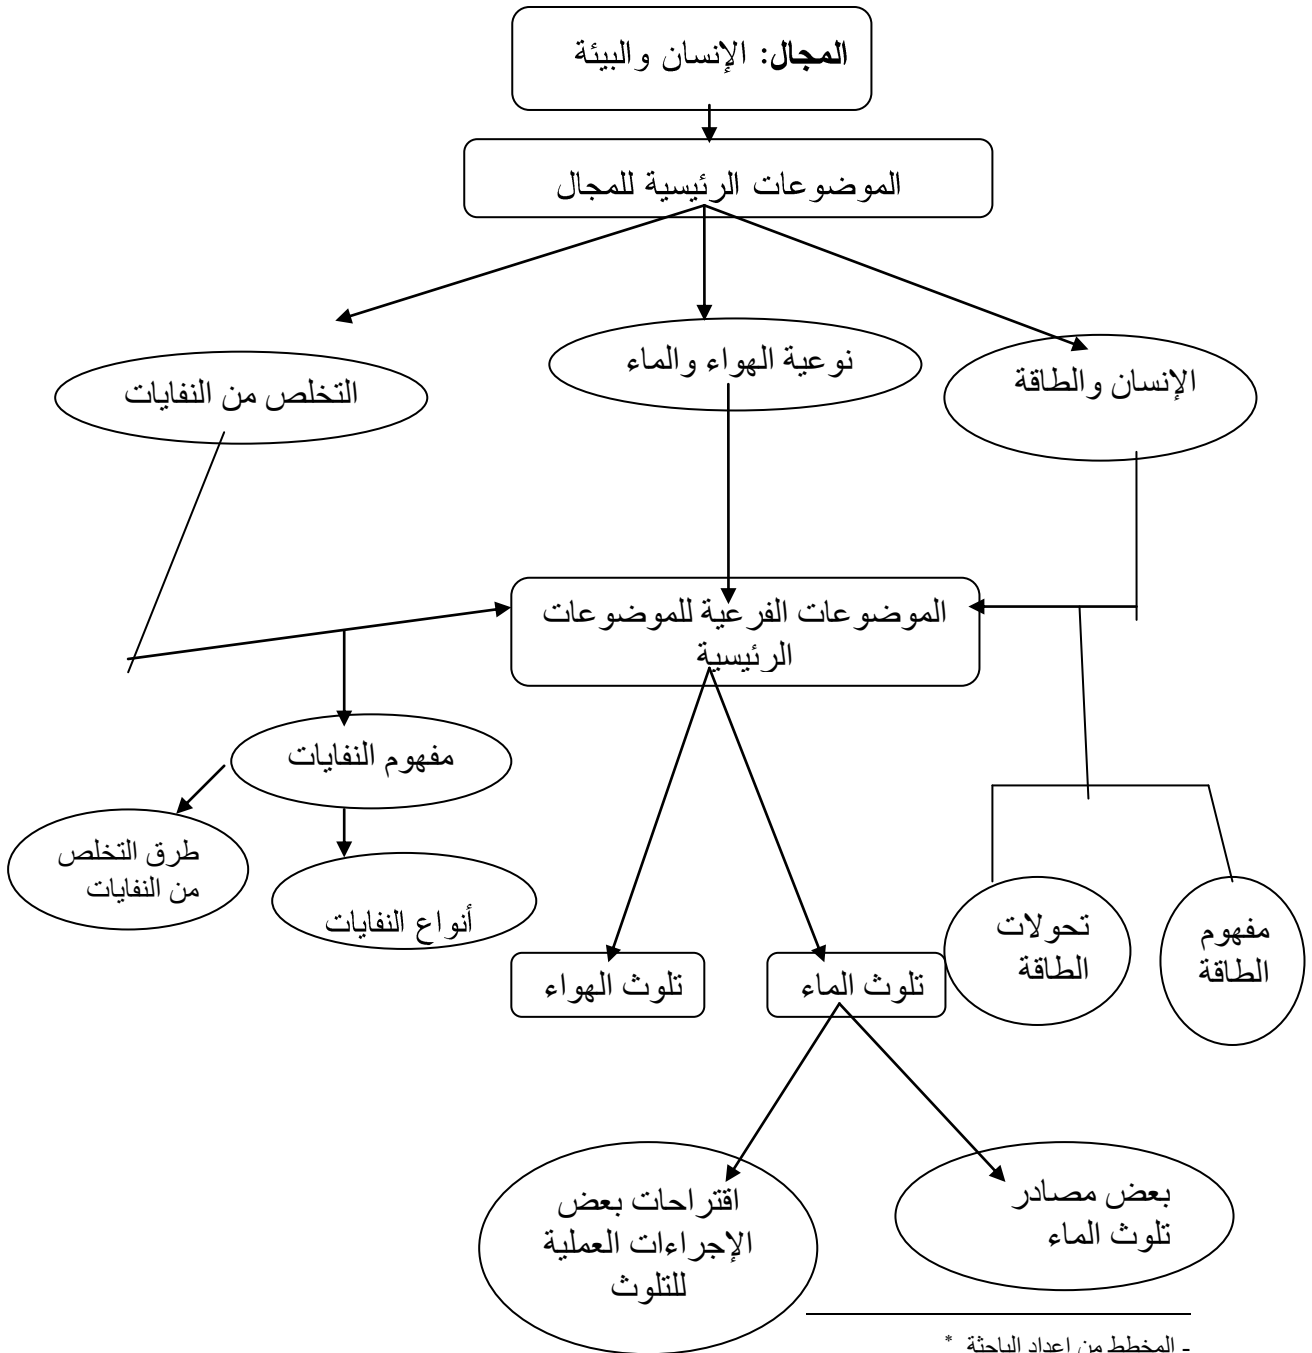 المجال: الإنسان والبيئة
الموضوعات الرئيسية للمجال
الإنسان والطاقة
نوعية الهواء والماء
التخلص من النفايات
الموضوعات الفرعية للموضوعات
الرئيسية
مفهوم النفايات
طرق التخلص
من النفايات
أنواع النفايات
مفهوم
الطاقة
تحولات
الطاقة
تلوث الماء
تلوث الهواء
بعض مصادر
تلوث الماء
اقتراحات بعض
الإجراءات العملية
للتلوث
- المخطط من إعداد الباحثة *